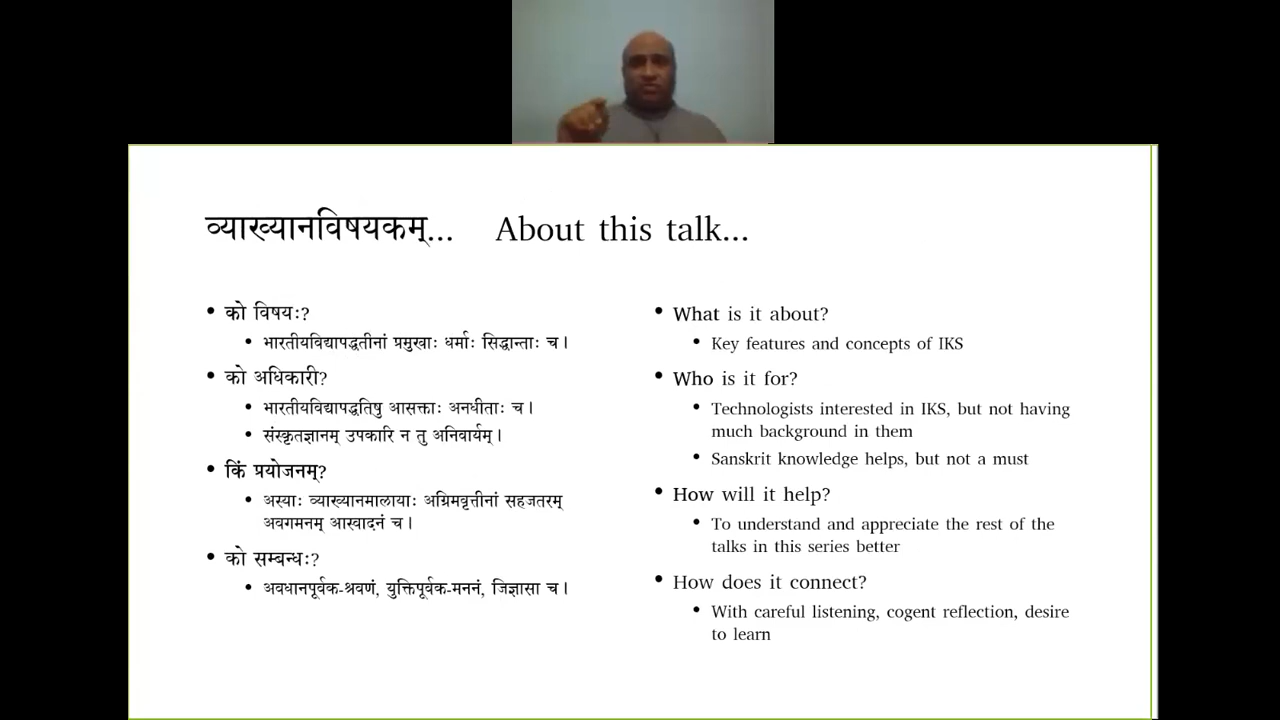 व्याख्यानविषयकम्... About this talk...
• को विषयः?
• भारतीयविद्यापद्धतीनां प्रमुखाः धर्माः सिद्धान्ताः च।
• को अधिकारी?
• भारतीयविद्यापद्धतिषु आसक्ताः अनधीताः च।
• संस्कृतज्ञानम् उपकारि न तु अनिवार्यम्।
• किं प्रयोजनम्?
• अस्याः व्याख्यानमालायाः अग्रिमवृत्तीनां सहजतरम्
अवगमनम् आस्वादनं च।
• को सम्बन्धः?
• अवधानपूर्वक-श्रवणं, युक्तिपूर्वक-मननं, जिज्ञासा च।
• What is it about?
• Key features and concepts of IKS
• Who is it for?
• Technologists interested in IKS, but not having
much background in them
• Sanskrit knowledge helps, but not a must
• How will it help?
• To understand and appreciate the rest of the
talks in this series better
• How does it connect?
• With careful listening, cogent reflection, desire
to learn